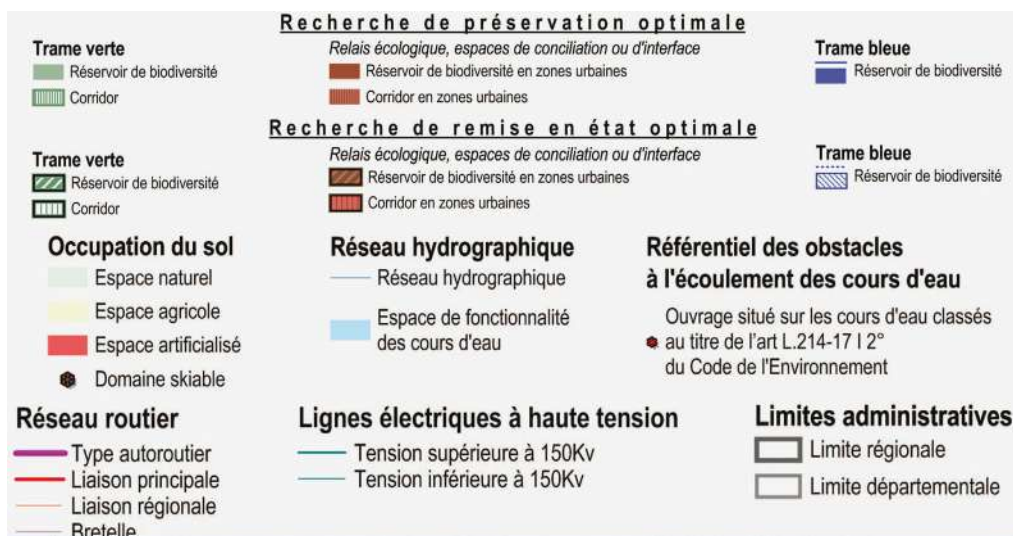 Recherche de préservation optimale
Trame verte
Réservoir de biodiversité
Corridor
Relais écologique, espaces de conciliation ou d'interface
Réservoir de biodiversité en zones urbaines
Corridor en zones urbaines
Trame bleue
Réservoir de biodiversité
Recherche de remise en état optimale
Trame verte
Réservoir de biodiversité
Corridor
Relais écologique, espaces de conciliation ou d'interface
Réservoir de biodiversité en zones urbaines
Corridor en zones urbaines
Trame bleue
Réservoir de biodiversité
Occupation du sol
Espace naturel
Espace agricole
Espace artificialisé
Domaine skiable
Réseau hydrographique
Réseau hydrographique
Espace de fonctionnalité
des cours d'eau
Référentiel des obstacles
à l'écoulement des cours d'eau
Ouvrage situé sur les cours d'eau classés
au titre de l'art L.214-17 I 2°
du Code de l'Environnement
Réseau routier
Type autoroutier
Liaison principale
Liaison régionale
Bretelle
Lignes électriques à haute tension
Tension supérieure à 150Kv
Tension inférieure à 150Kv
Limites administratives
Limite régionale
Limite départementale